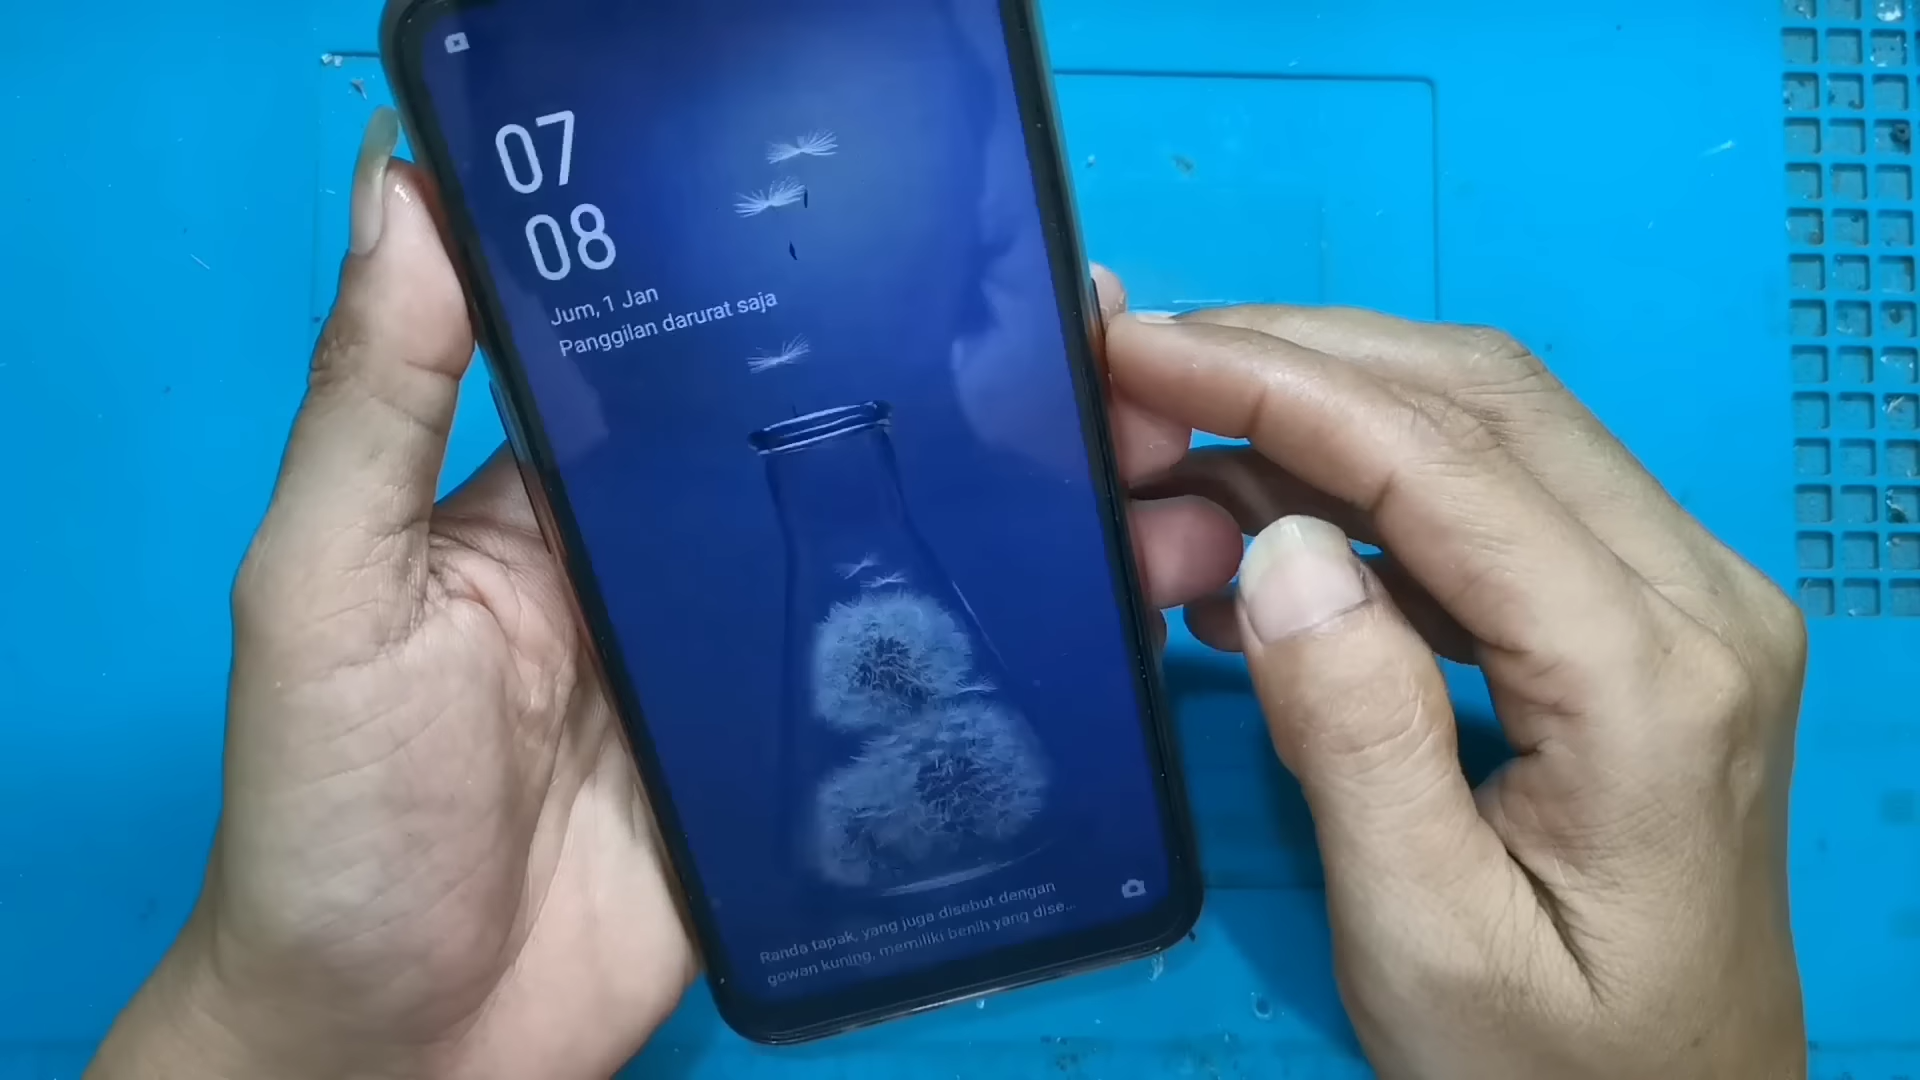 07
08
Jum, 1 Jan
Panggilan darurat saja
Randa tapak, yang juga disebut dengan
gowan kuning, memiliki benih yang dise...